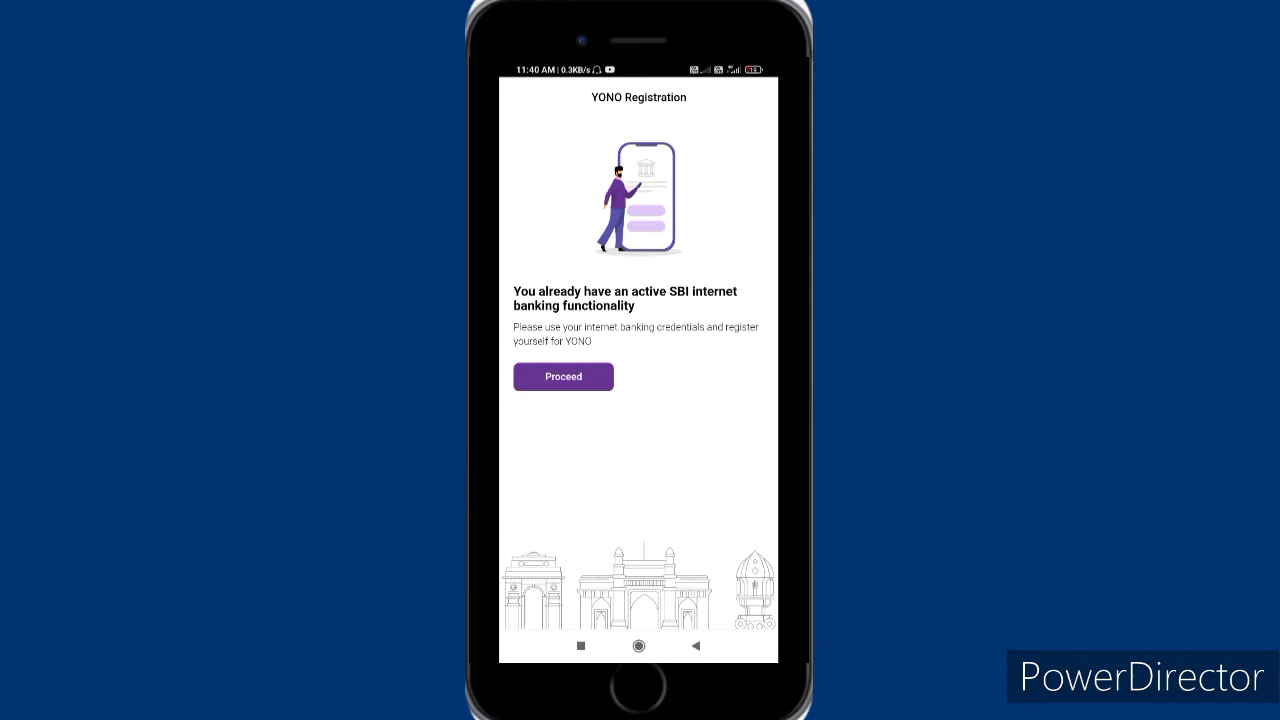 11:40 AM | 0.3KB/s
YONO Registration
You already have an active SBI internet
banking functionality
Please use your internet banking credentials and register
yourself for YONO
Proceed
PowerDirector